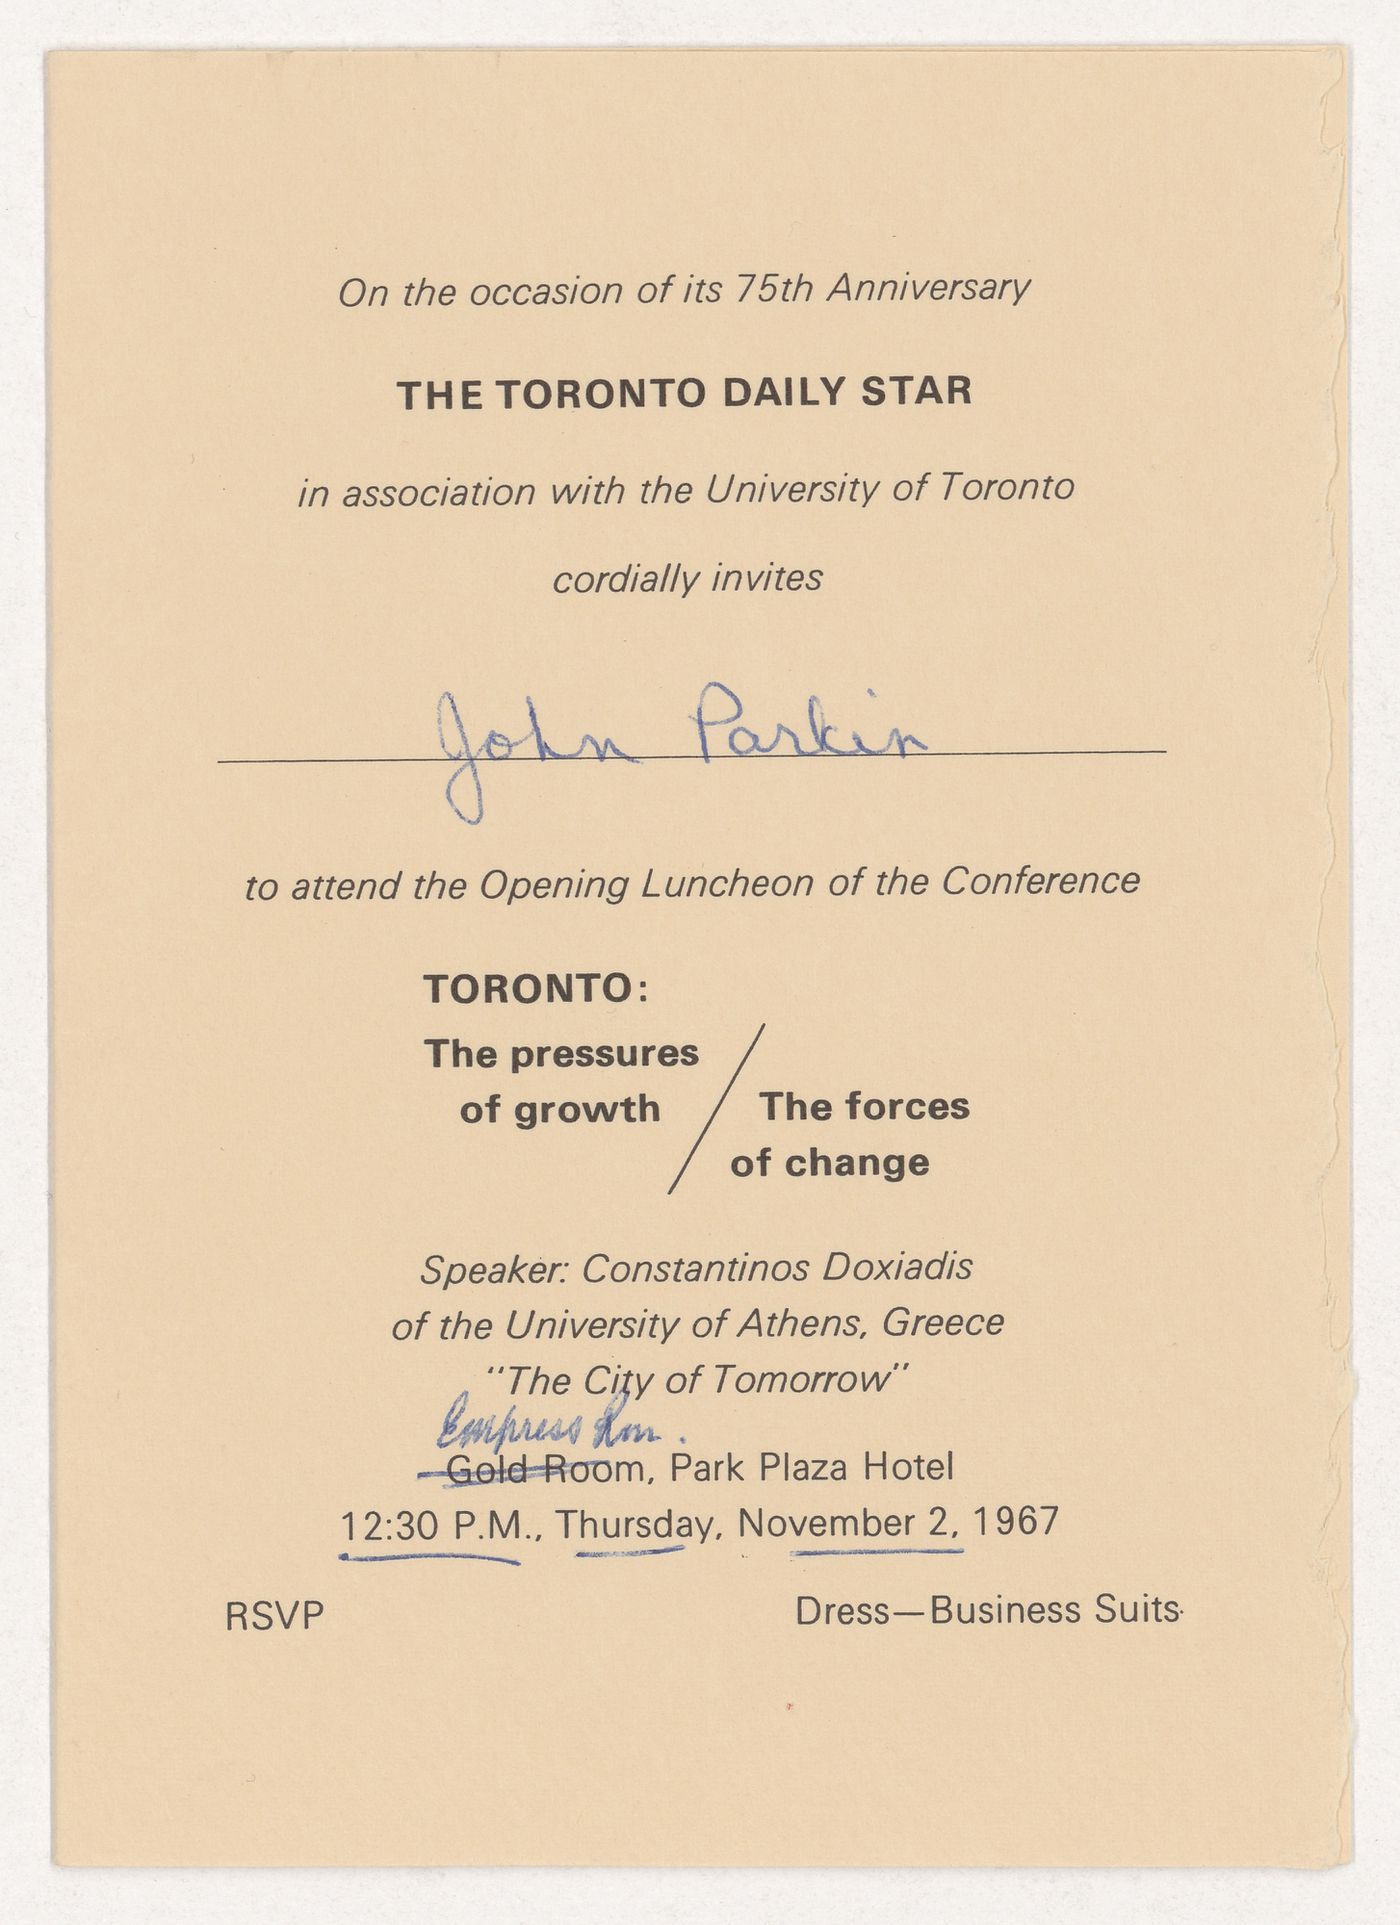 On the occasion of its 75th Anniversary
THE TORONTO DAILY STAR
in association with the University of Toronto
cordially invites
John Parkin
to attend the Opening Luncheon of the Conference
TORONTO:
The pressures
of growth / The forces
of change
Speaker: Constantinos Doxiadis
of the University of Athens, Greece
"The City of Tomorrow"
Empress Rm.
Gold Room, Park Plaza Hotel
12:30 P.M., Thursday, November 2, 1967
RSVP Dress—Business Suits